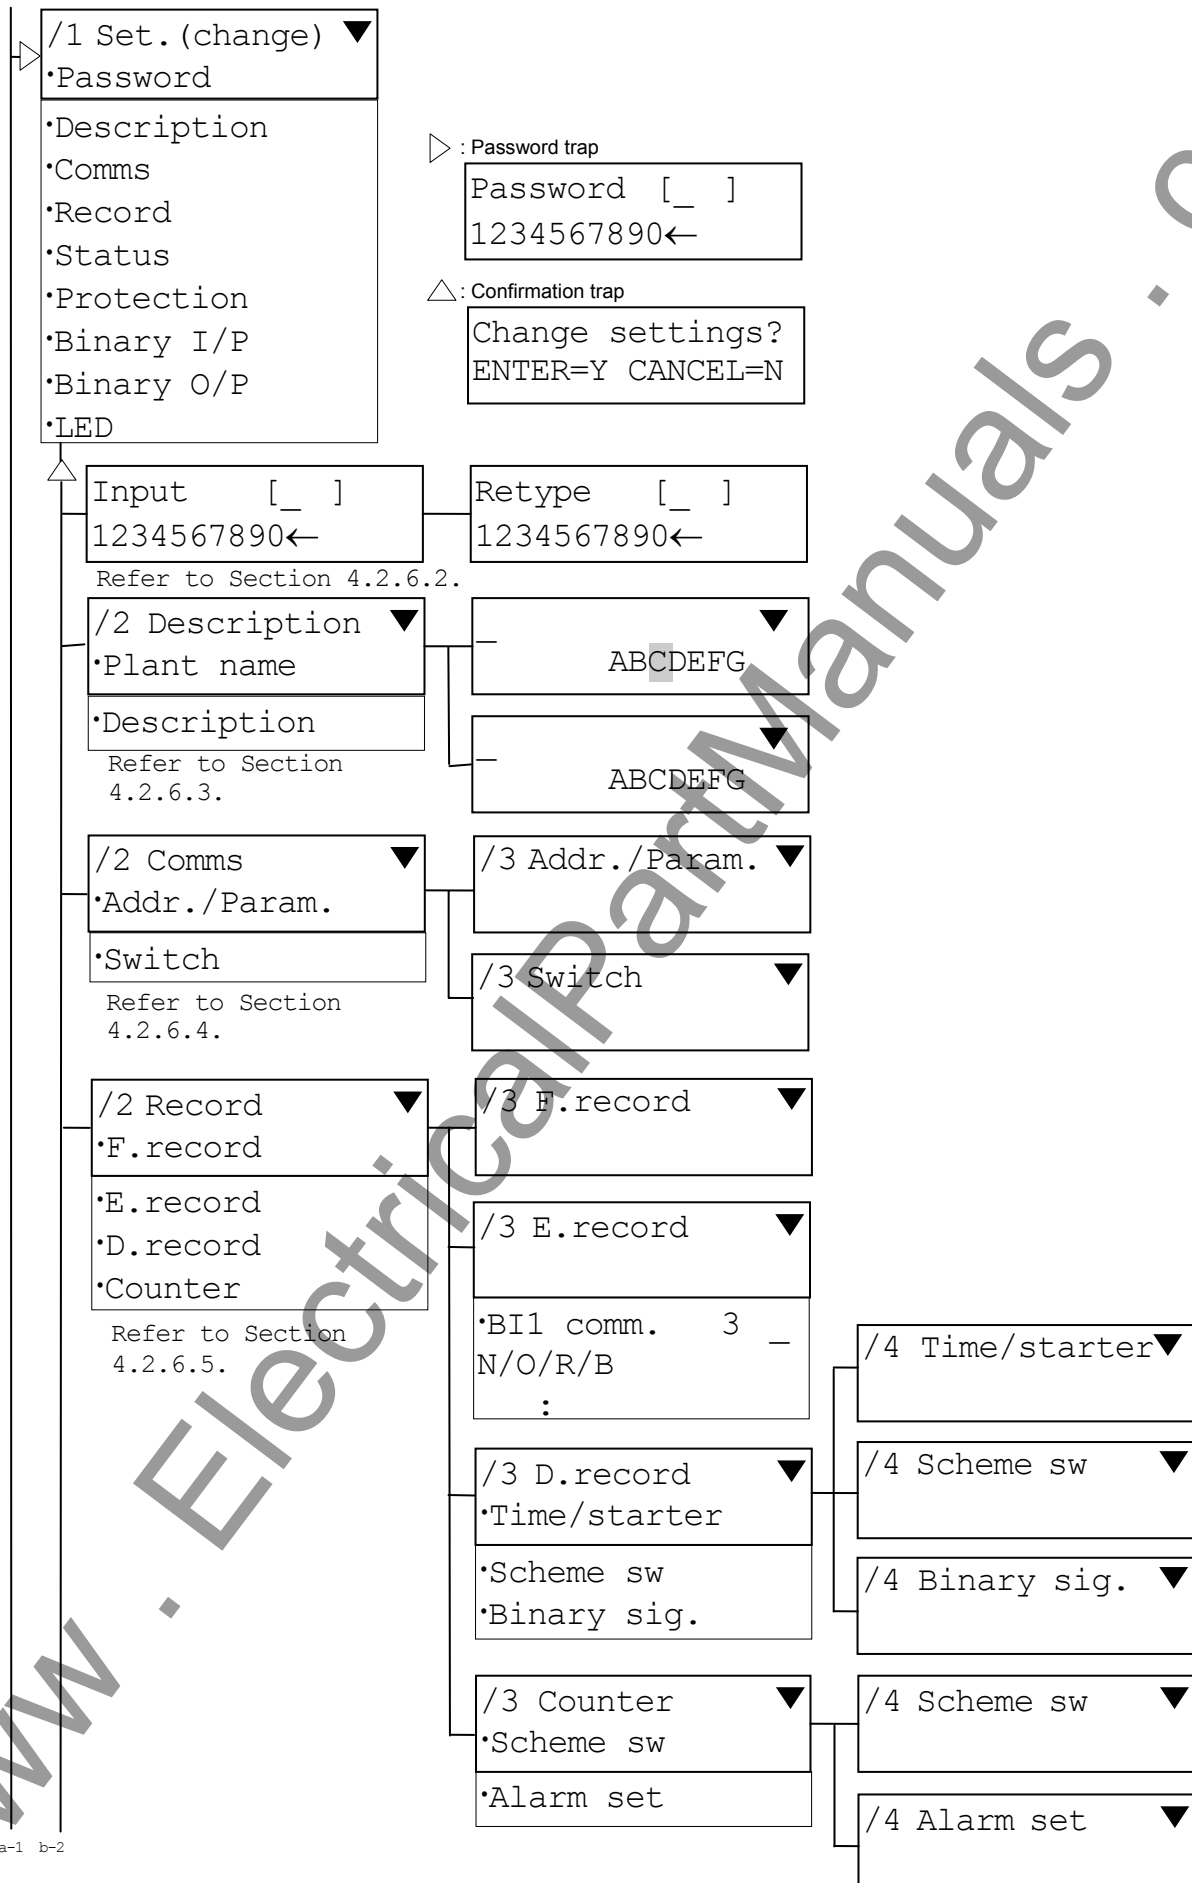 /1 Set.(change) ▼
·Password
·Description
·Comms
·Record
·Status
·Protection
·Binary I/P
·Binary O/P
·LED
: Password trap
Password [_ ]
1234567890←
: Confirmation trap
Change settings?
ENTER=Y CANCEL=N
Input [_ ]
1234567890←
Retype [_ ]
1234567890←
Refer to Section 4.2.6.2.
/2 Description ▼
·Plant name
·Description
Refer to Section
4.2.6.3.
_ ▼
ABCDEFG
_ ▼
ABCDEFG
/2 Comms ▼
·Addr./Param.
·Switch
Refer to Section
4.2.6.4.
/3 Addr./Param. ▼
/3 Switch ▼
/2 Record ▼
·F.record
·E.record
·D.record
·Counter
Refer to Section
4.2.6.5.
/3 F.record ▼
/3 E.record ▼
·BI1 comm. 3 _
N/O/R/B
:
/3 D.record ▼
·Time/starter
·Scheme sw
·Binary sig.
/4 Time/starter▼
/4 Scheme sw ▼
/4 Binary sig. ▼
/3 Counter ▼
·Scheme sw
·Alarm set
/4 Scheme sw ▼
/4 Alarm set ▼
a-1 b-2
w . ElectricalPartManuals . c